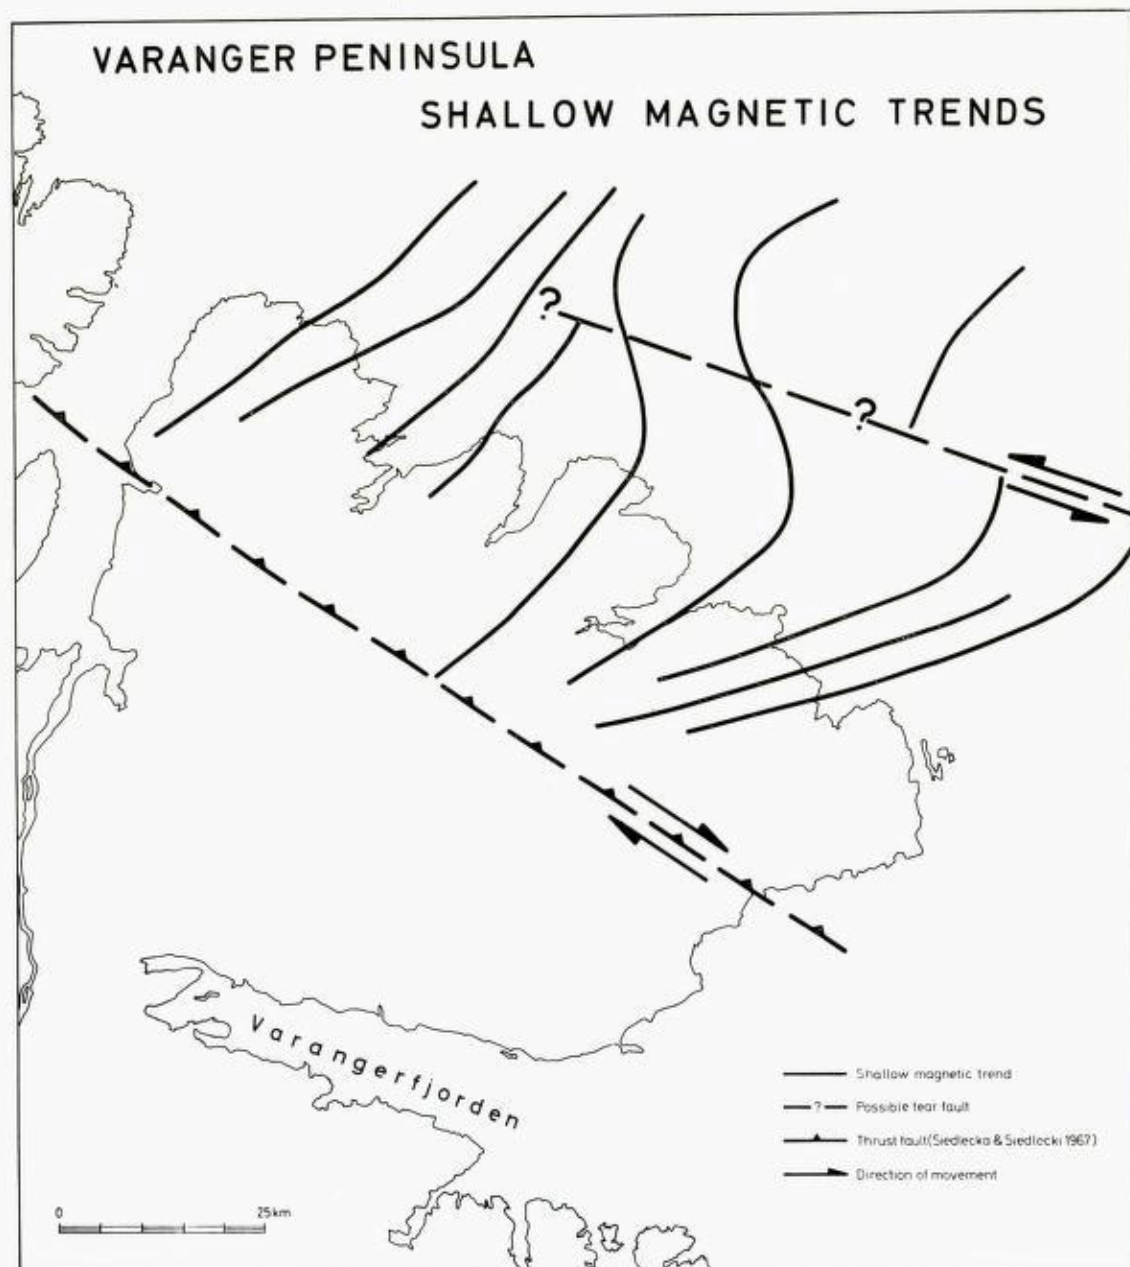 VARANGER PENINSULA
SHALLOW MAGNETIC TRENDS
?
?
Varangerfjorden
Shallow magnetic trend
? Possible tear fault
Thrust fault (Siedlecka & Siedlecki 1967)
Direction of movement
0 25km